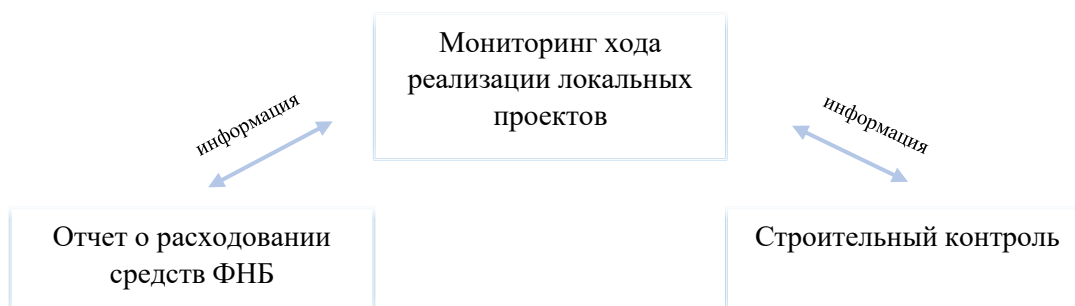 Мониторинг хода
реализации локальных
проектов
информация
информация
Отчет о расходовании
средств ФНБ
Строительный контроль